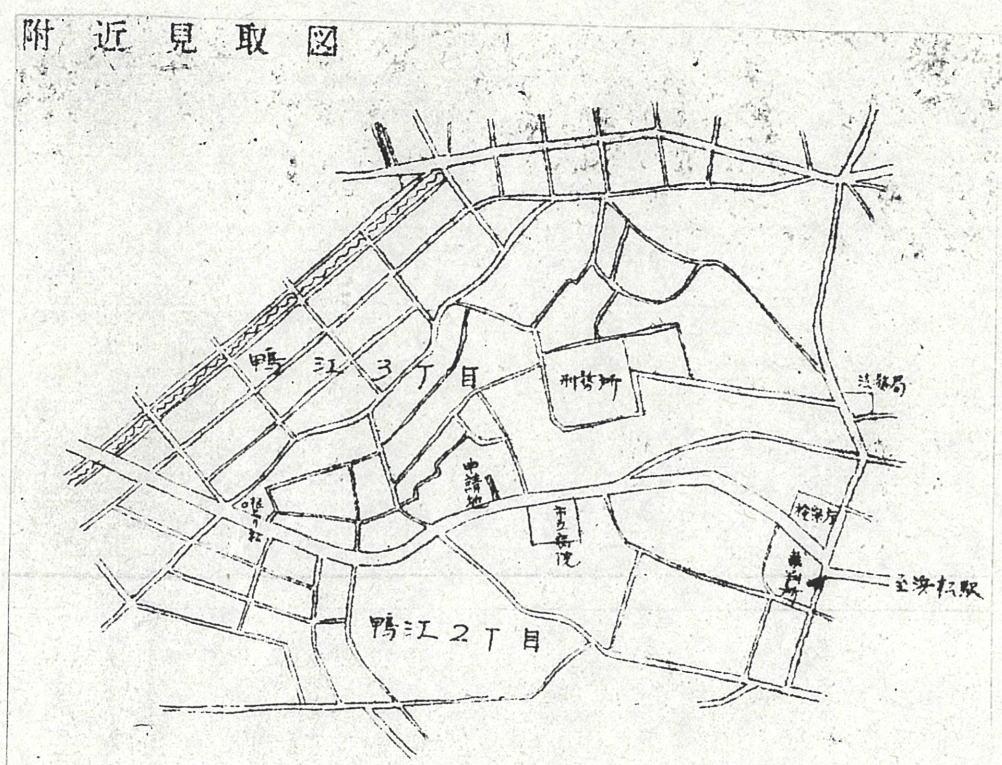 附近見取図
鴨江3丁目
刑務所
法務局
申請地
市立病院
検察庁
裁判所
至浜松駅
鴨江2丁目